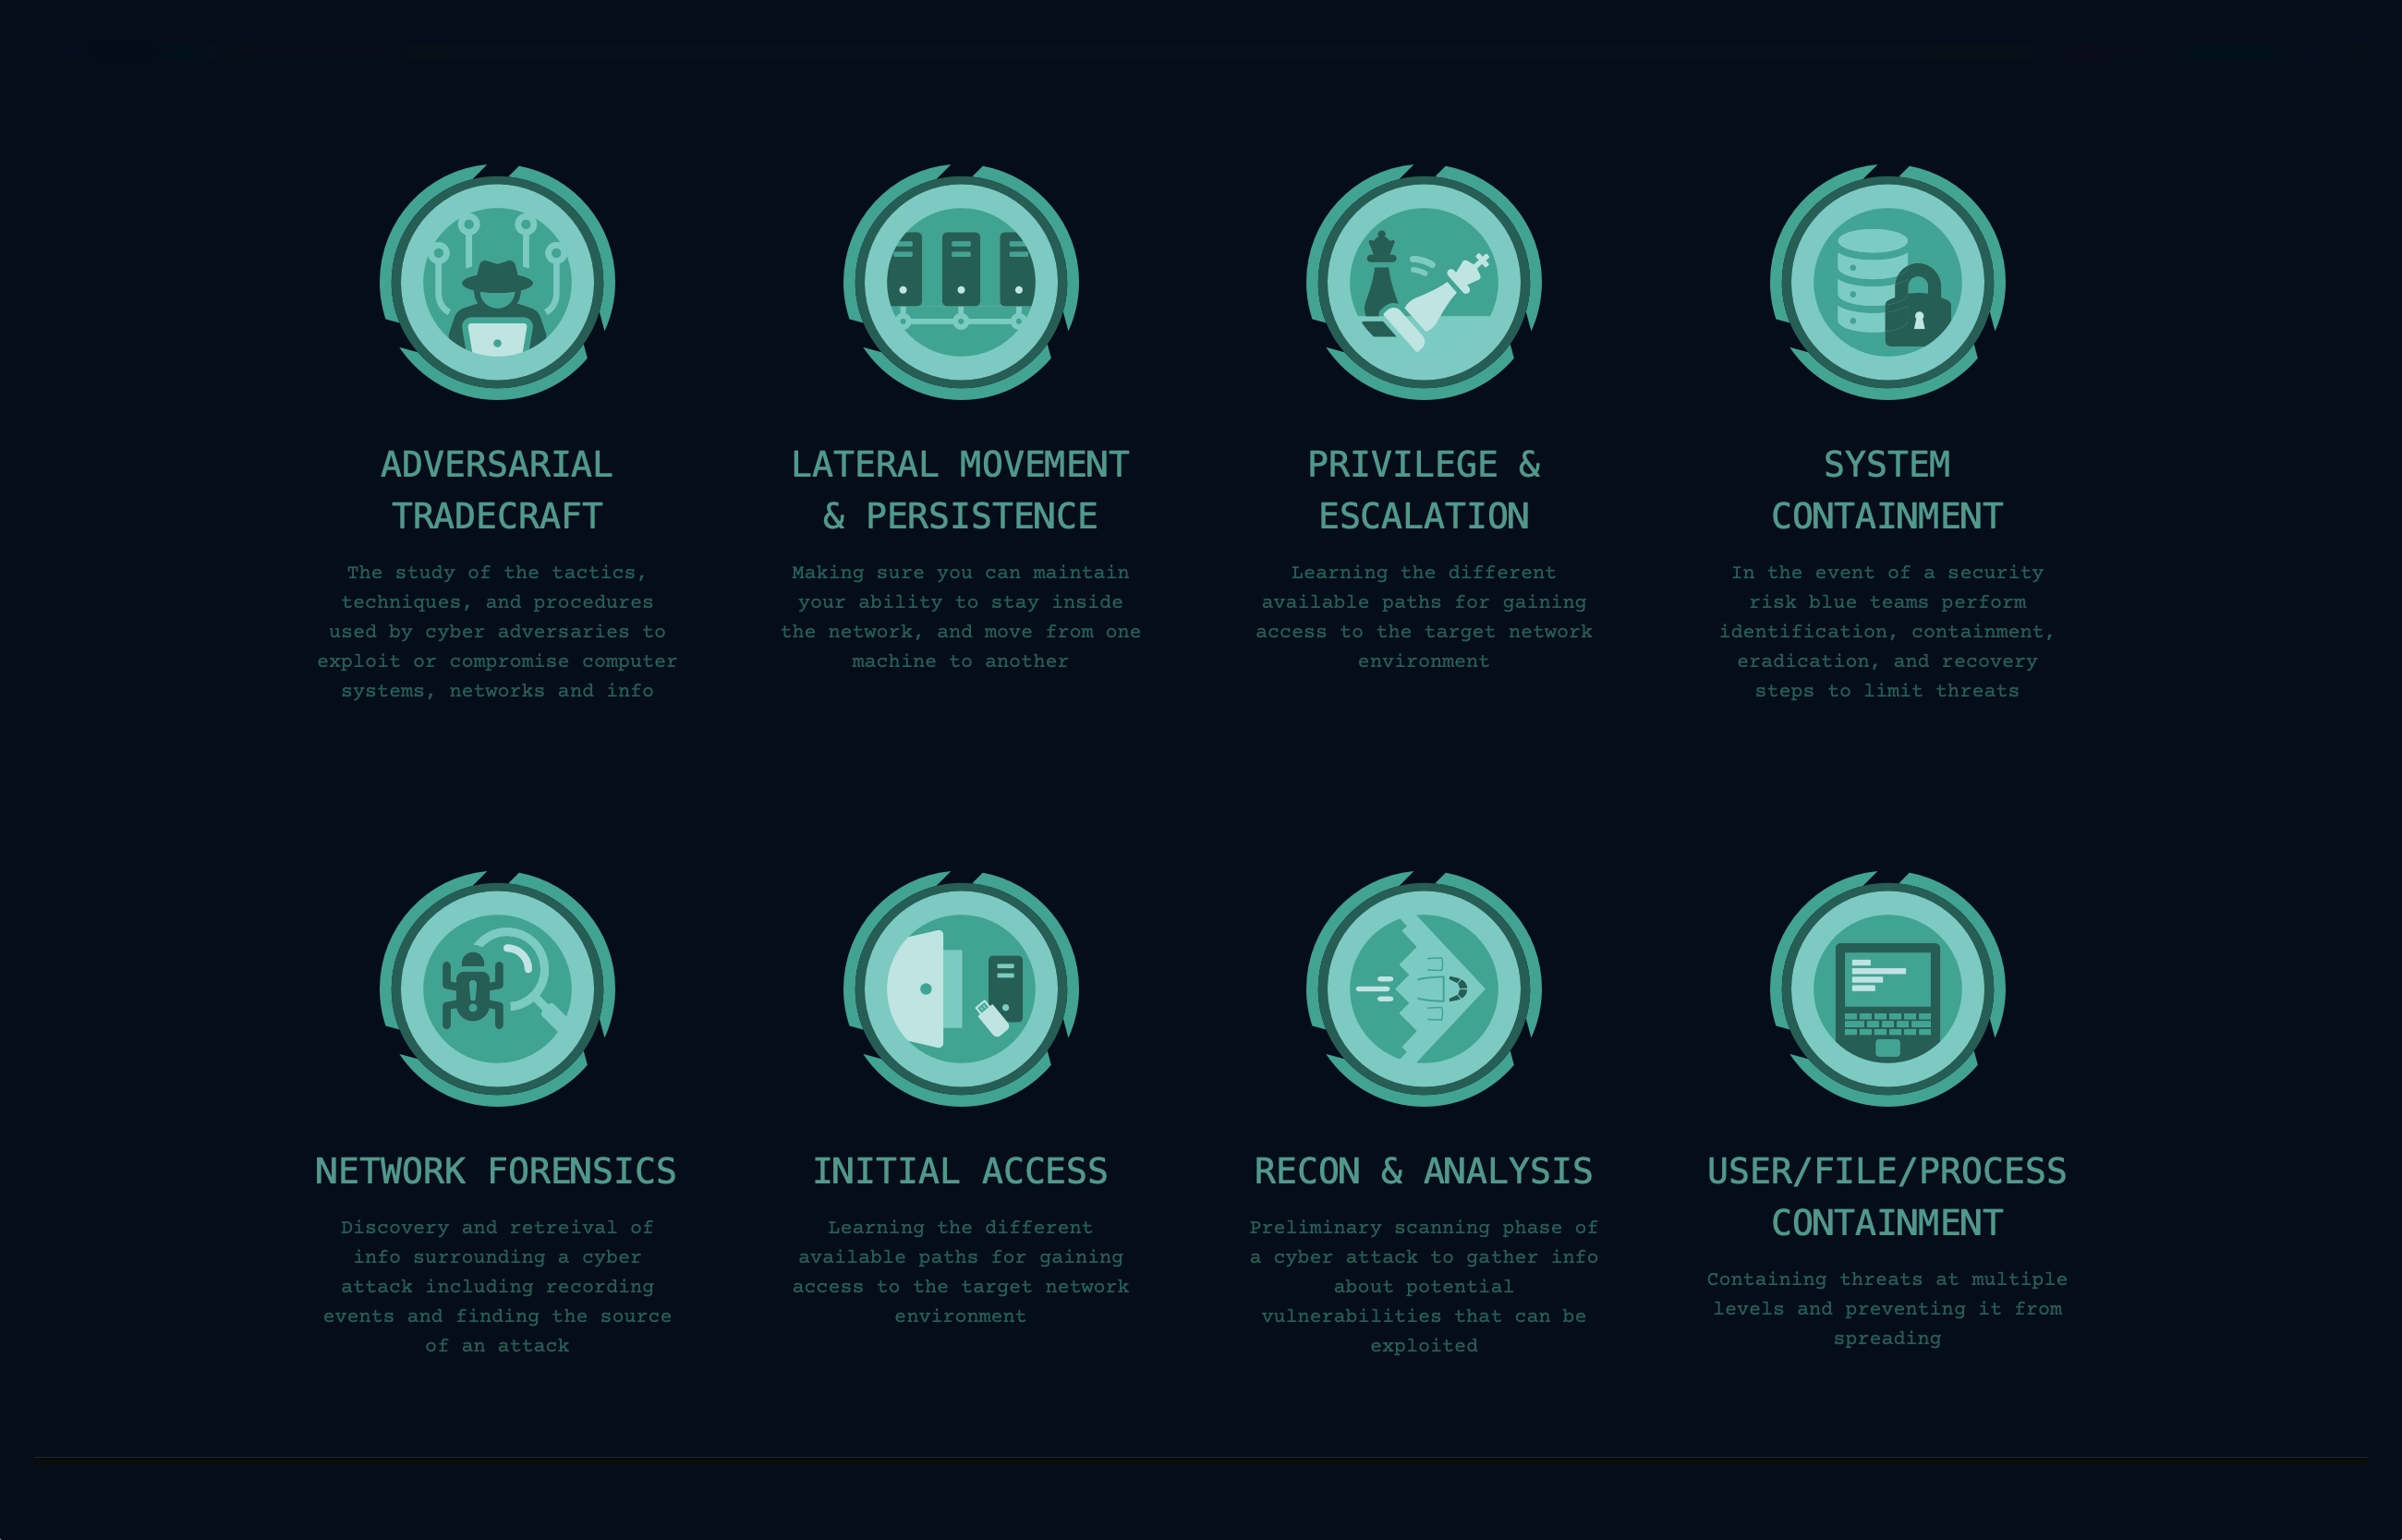 ADVERSARIAL
TRADECRAFT
The study of the tactics,
techniques, and procedures
used by cyber adversaries to
exploit or compromise computer
systems, networks and info
LATERAL MOVEMENT
& PERSISTENCE
Making sure you can maintain
your ability to stay inside
the network, and move from one
machine to another
PRIVILEGE &
ESCALATION
Learning the different
available paths for gaining
access to the target network
environment
SYSTEM
CONTAINMENT
In the event of a security
risk blue teams perform
identification, containment,
eradication, and recovery
steps to limit threats
NETWORK FORENSICS
Discovery and retreival of
info surrounding a cyber
attack including recording
events and finding the source
of an attack
INITIAL ACCESS
Learning the different
available paths for gaining
access to the target network
environment
RECON & ANALYSIS
Preliminary scanning phase of
a cyber attack to gather info
about potential
vulnerabilities that can be
exploited
USER/FILE/PROCESS
CONTAINMENT
Containing threats at multiple
levels and preventing it from
spreading